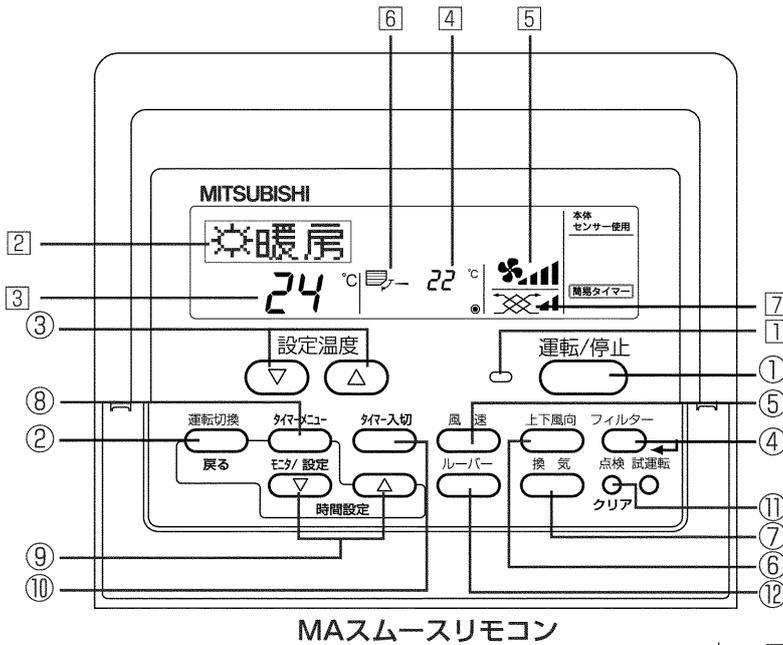 6 4 5
MITSUBISHI
本体
センサー使用
2
暖房
24 ℃ 22 ℃
簡易タイマー
3
7
1
③
設定温度
運転/停止
▽ △
①
⑧
⑤
運転切換 タイマーメニュー タイマー入切 風速 上下風向 フィルター
②
④
戻る モニタ/設定 ルーバー 換気 点検 試運転
▽ △
時間設定
クリア
⑪
⑦
⑨
⑥
⑩
⑫
MAスムースリモコン